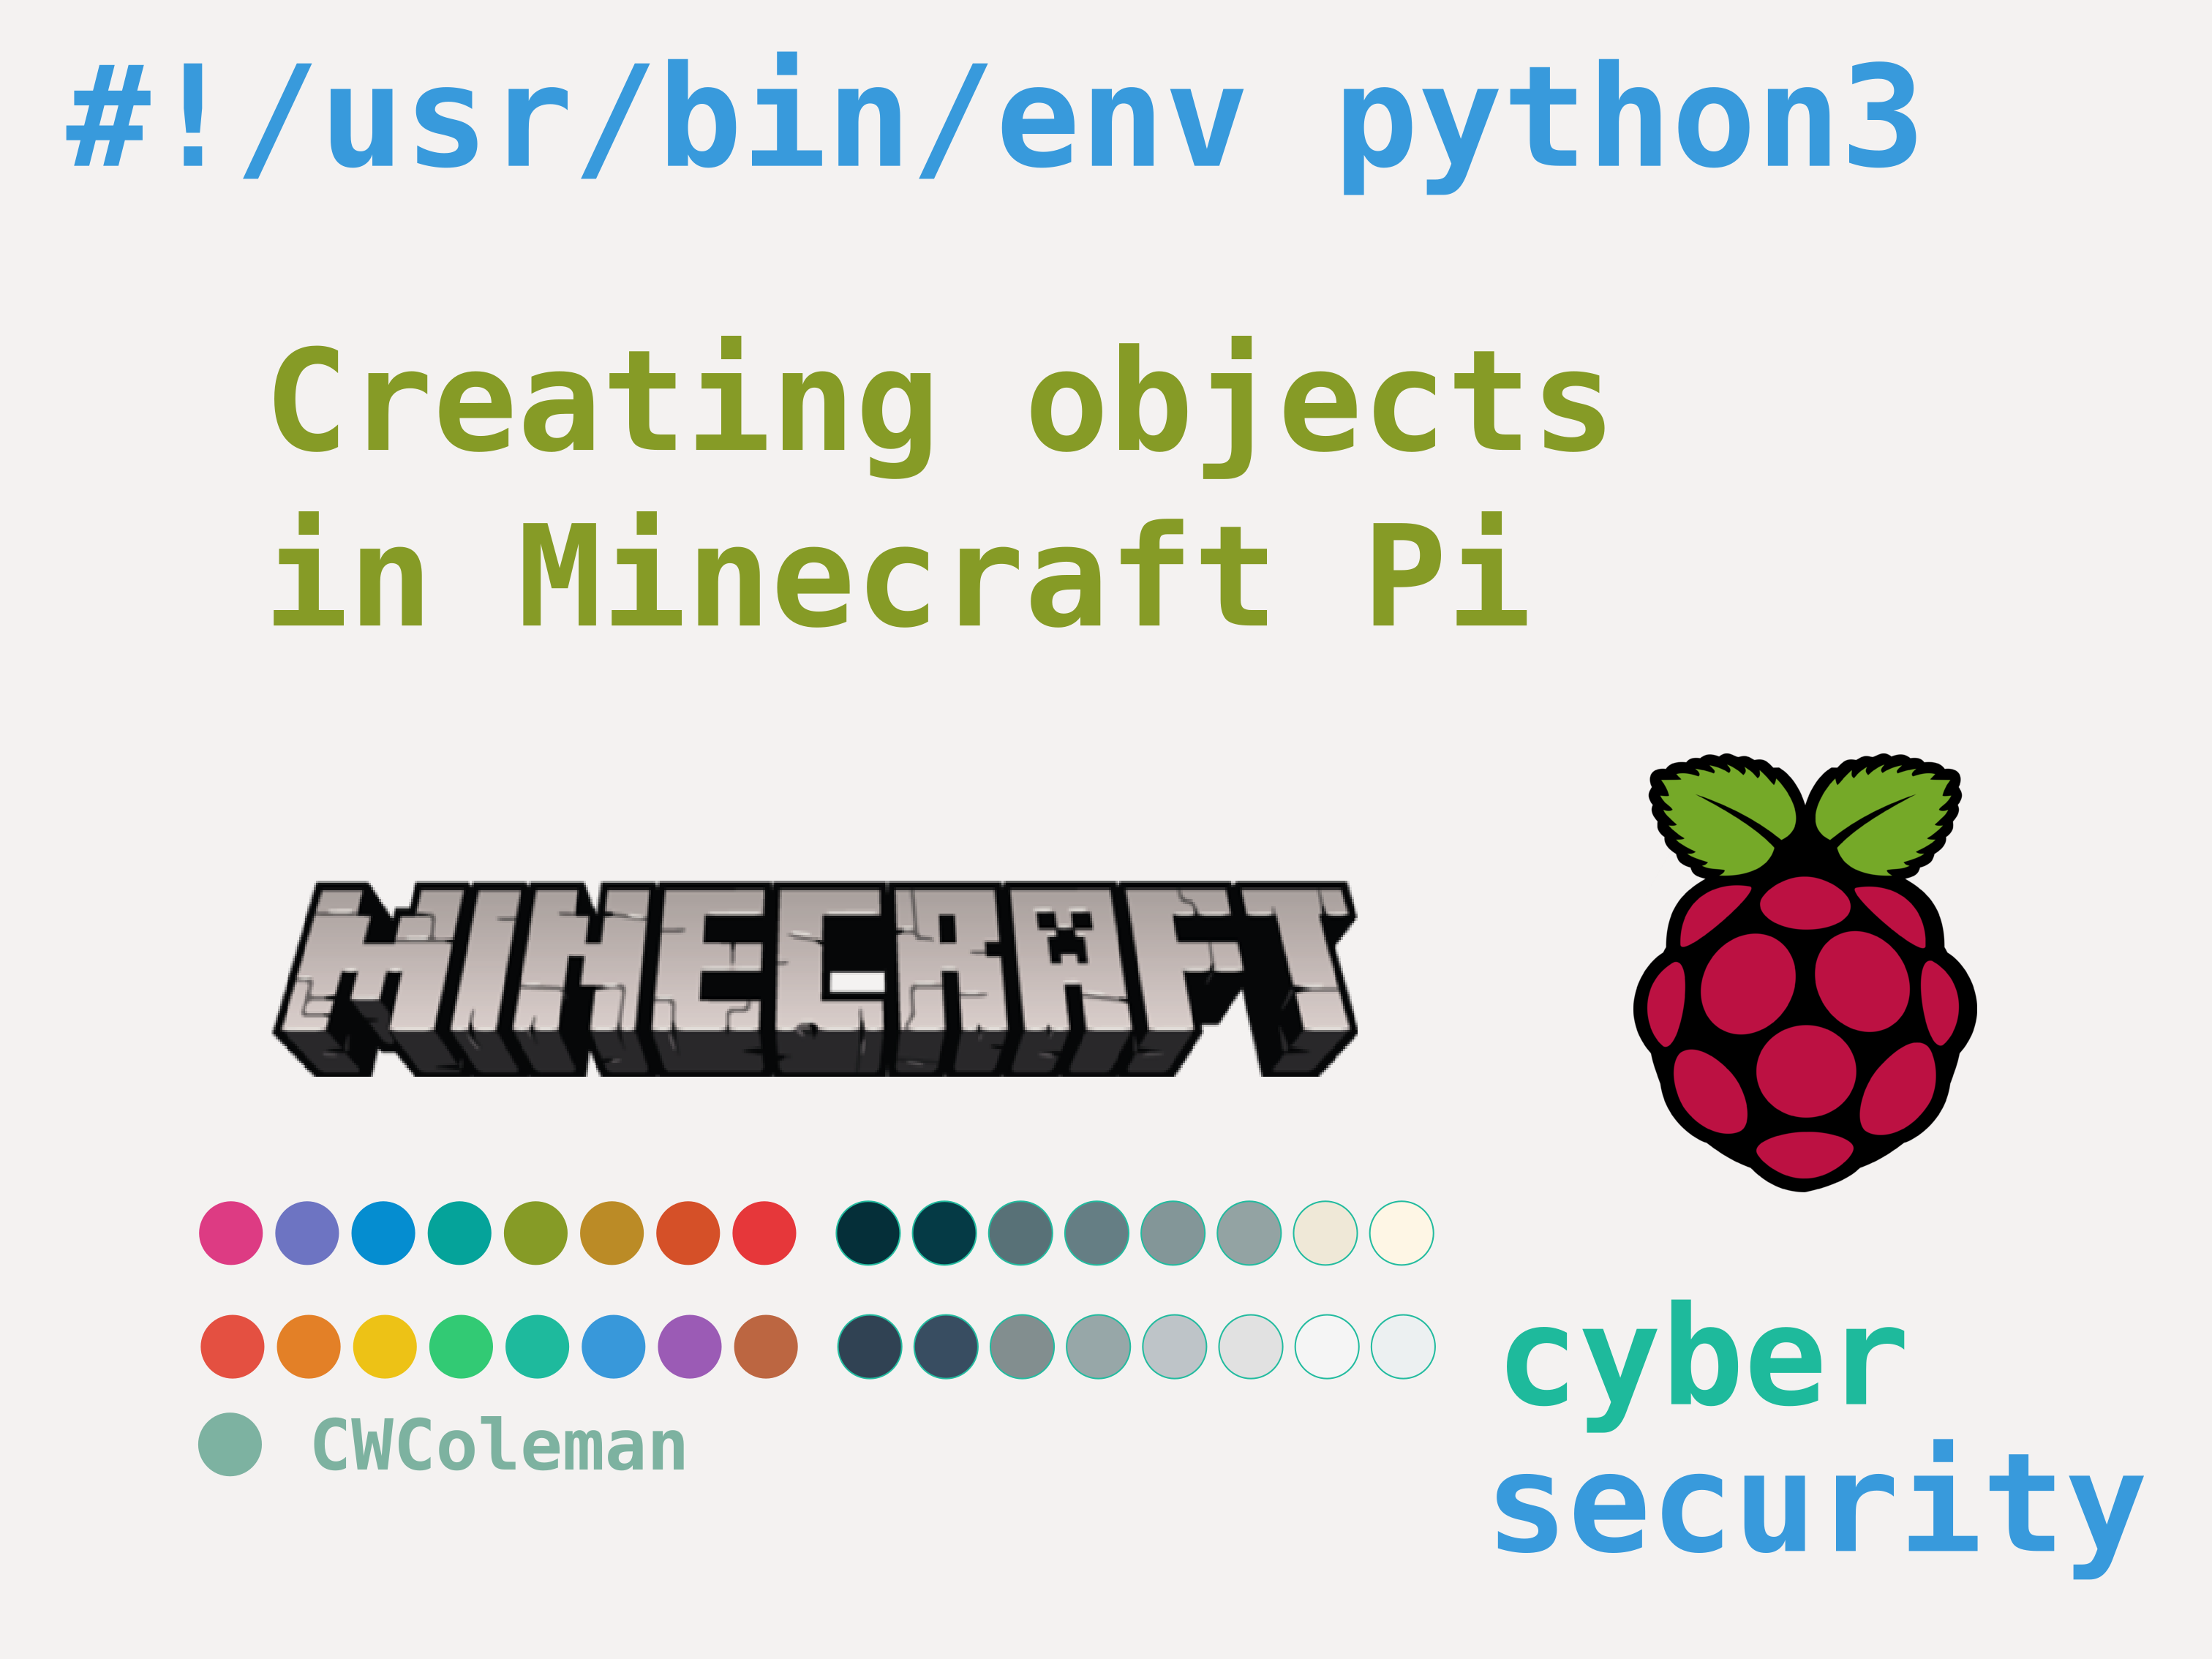 #!/usr/bin/env python3
Creating objects
in Minecraft Pi
MINECRAFT
cyber
security
CWColeman